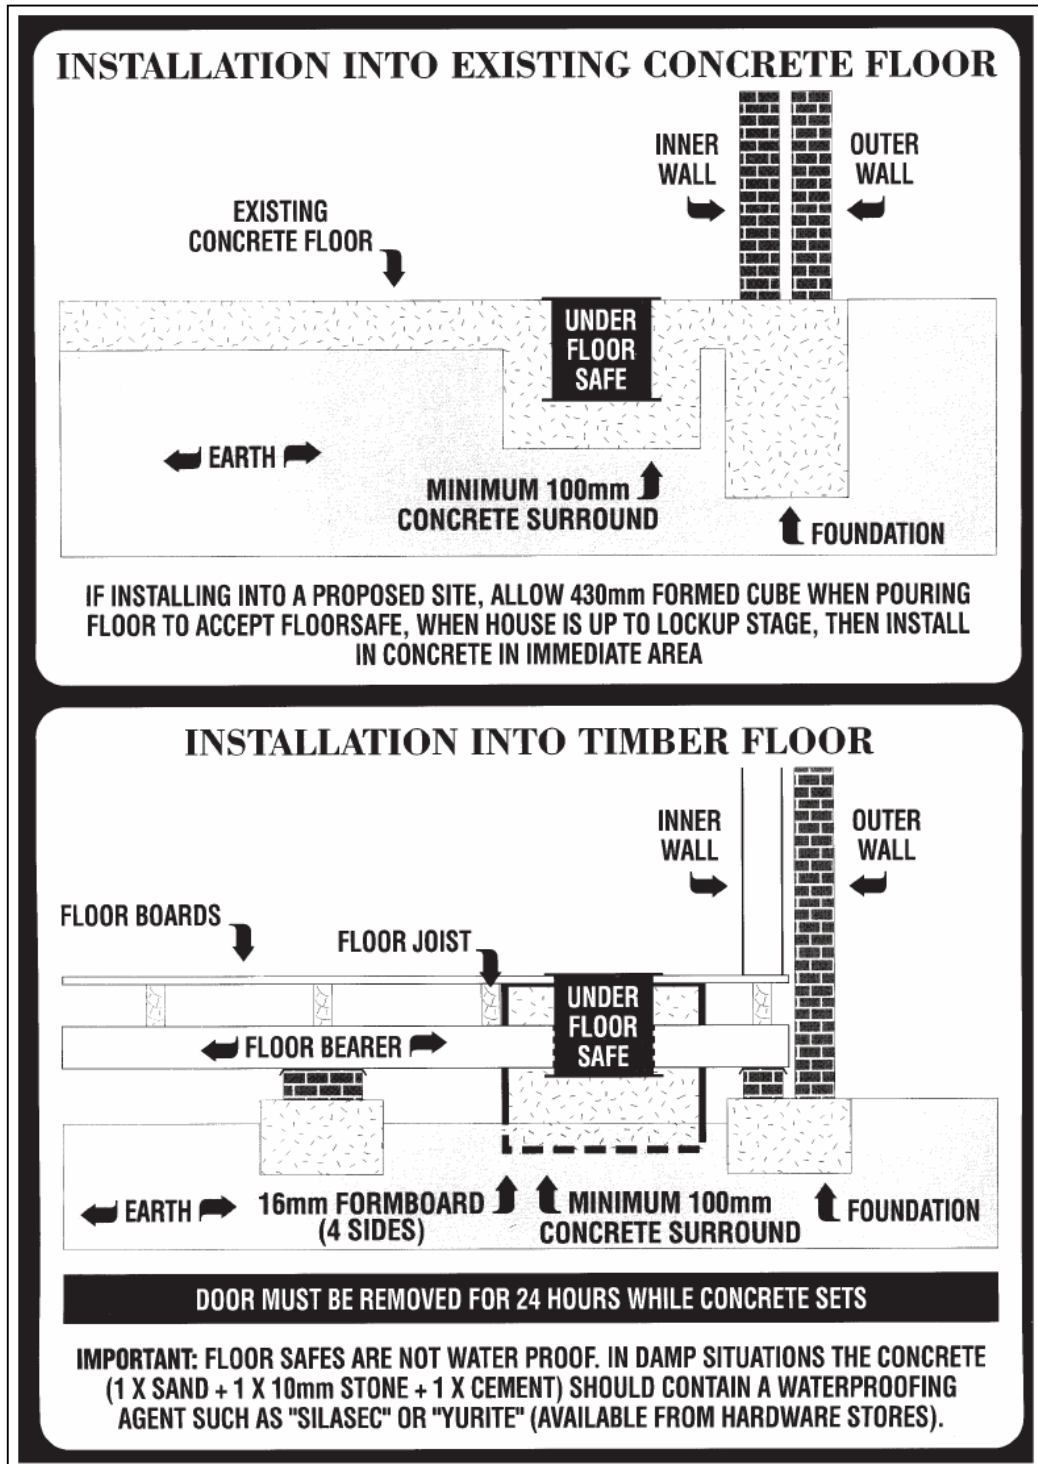 INSTALLATION INTO EXISTING CONCRETE FLOOR
INNER
WALL
OUTER
WALL
EXISTING
CONCRETE FLOOR
UNDER
FLOOR
SAFE
EARTH
MINIMUM 100mm
CONCRETE SURROUND
FOUNDATION
IF INSTALLING INTO A PROPOSED SITE, ALLOW 430mm FORMED CUBE WHEN POURING
FLOOR TO ACCEPT FLOORSAFE, WHEN HOUSE IS UP TO LOCKUP STAGE, THEN INSTALL
IN CONCRETE IN IMMEDIATE AREA
INSTALLATION INTO TIMBER FLOOR
INNER
WALL
OUTER
WALL
FLOOR BOARDS
FLOOR JOIST
UNDER
FLOOR
SAFE
FLOOR BEARER
EARTH
16mm FORMBOARD
(4 SIDES)
MINIMUM 100mm
CONCRETE SURROUND
FOUNDATION
DOOR MUST BE REMOVED FOR 24 HOURS WHILE CONCRETE SETS
IMPORTANT: FLOOR SAFES ARE NOT WATER PROOF. IN DAMP SITUATIONS THE CONCRETE
(1 X SAND + 1 X 10mm STONE + 1 X CEMENT) SHOULD CONTAIN A WATERPROOFING
AGENT SUCH AS "SILASEC" OR "YURITE" (AVAILABLE FROM HARDWARE STORES).